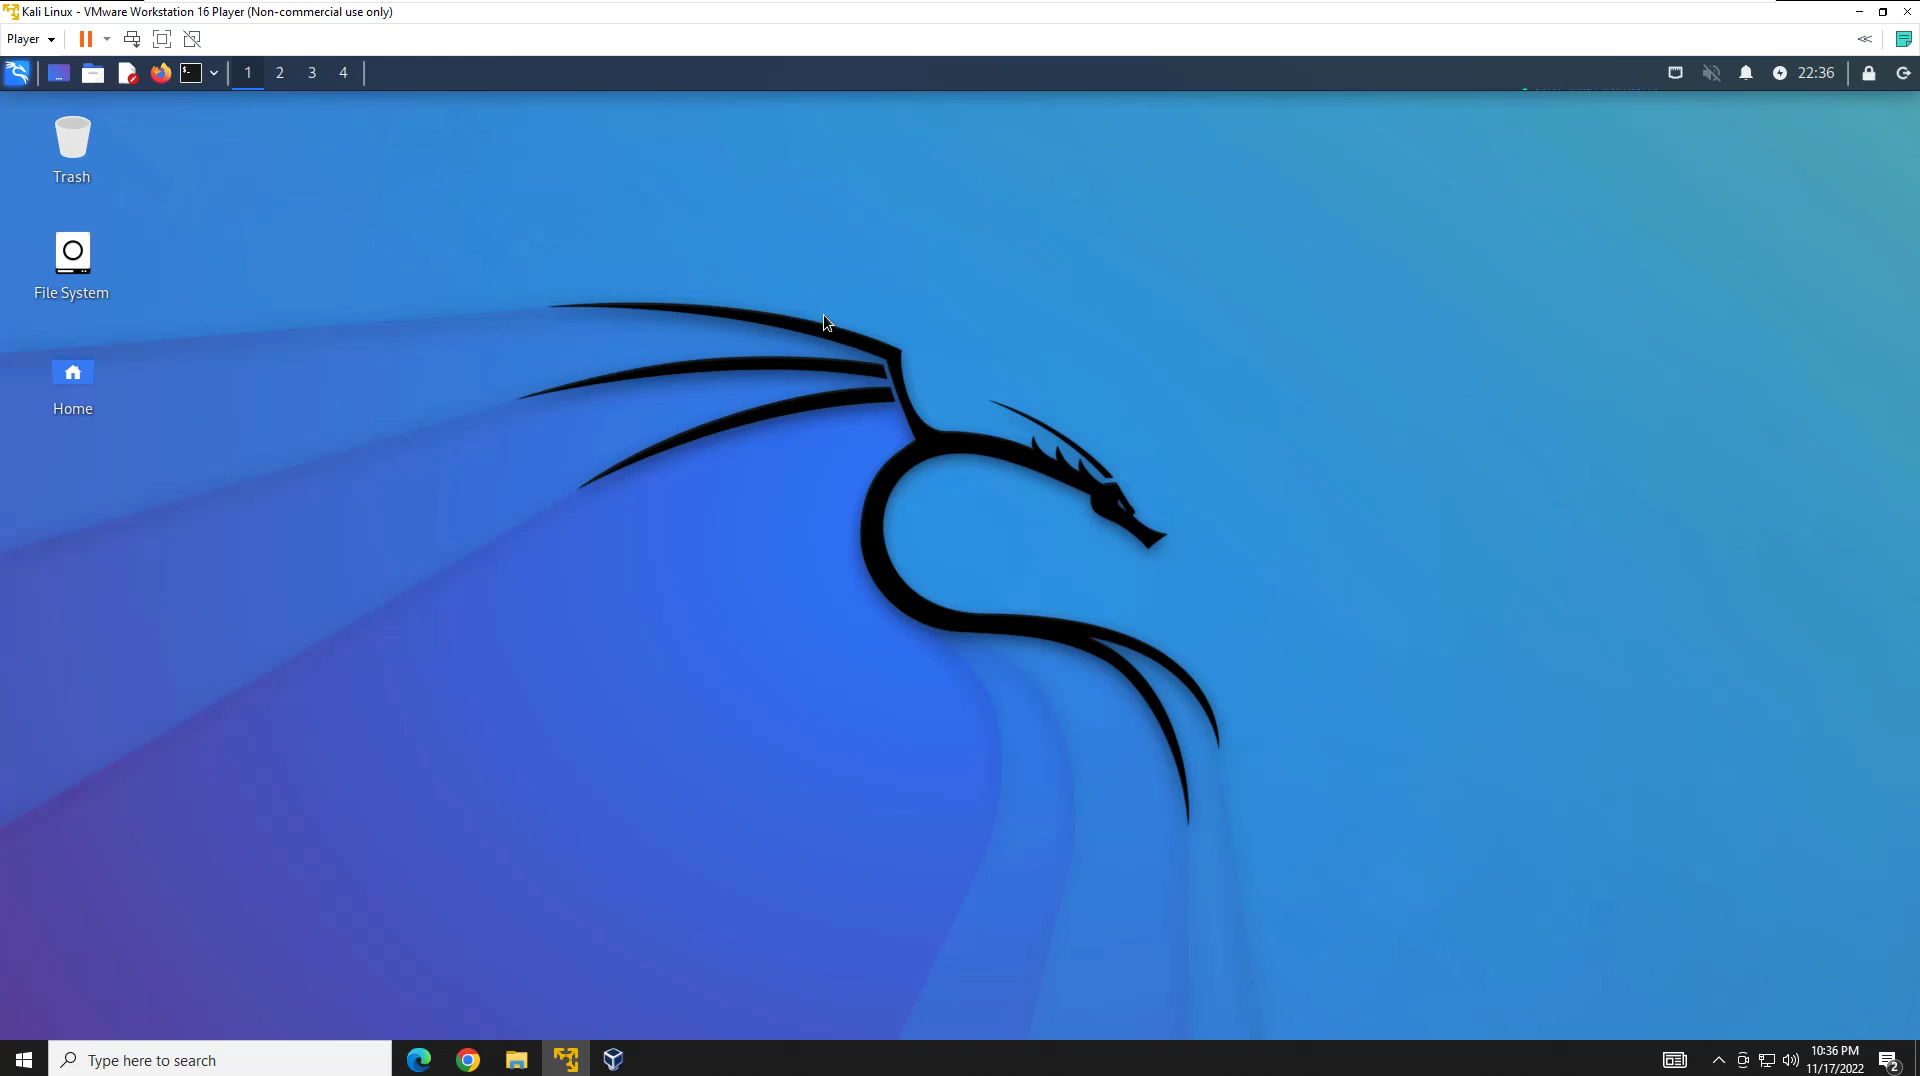 Kali Linux - VMware Workstation 16 Player (Non-commercial use only)
Player
1 2 3 4
22:36
Trash
File System
Home
Type here to search
10:36 PM
11/17/2022
2